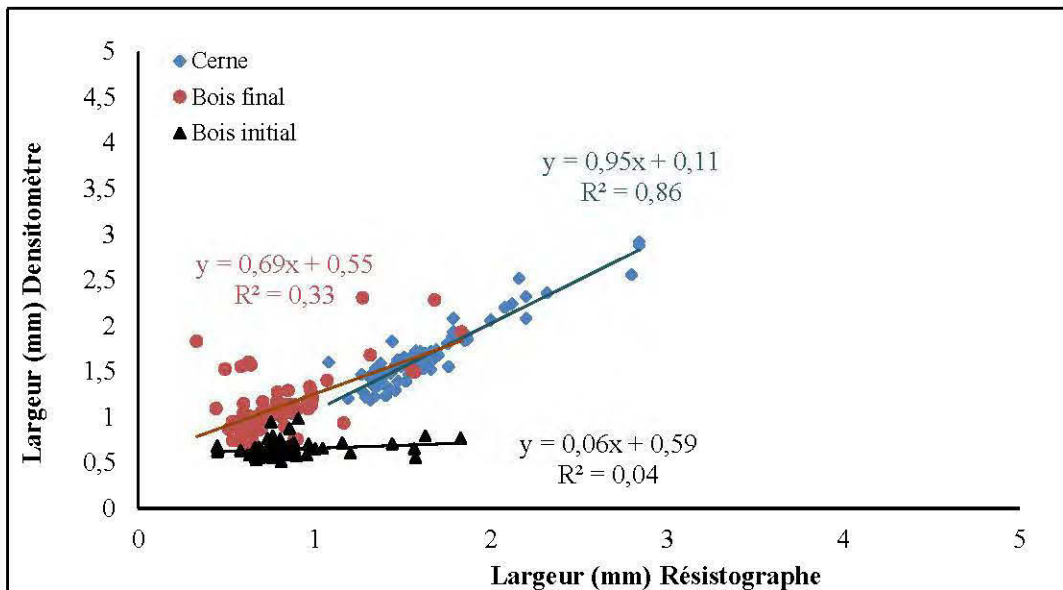 Largeur (mm) Densitomètre
5
4,5
4
3,5
3
2,5
2
1,5
1
0,5
0
Cerne
Bois final
Bois initial
y = 0,95x + 0,11
R² = 0,86
y = 0,69x + 0,55
R² = 0,33
y = 0,06x + 0,59
R² = 0,04
0 1 2 3 4 5
Largeur (mm) Résistographe